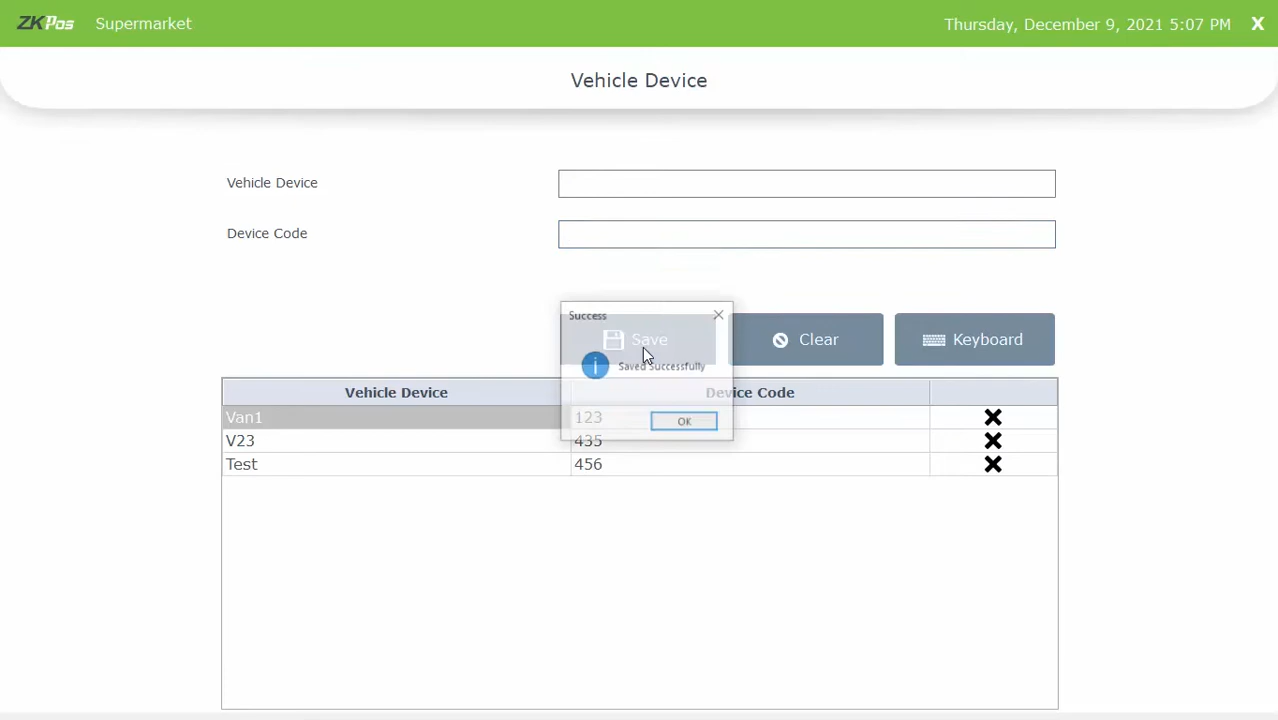 ZKPos Supermarket Thursday, December 9, 2021 5:07 PM X
Vehicle Device
Vehicle Device
Device Code
Success
Save Clear Keyboard
Saved Successfully
Vehicle Device Device Code
Van1 123
OK
V23 435
Test 456